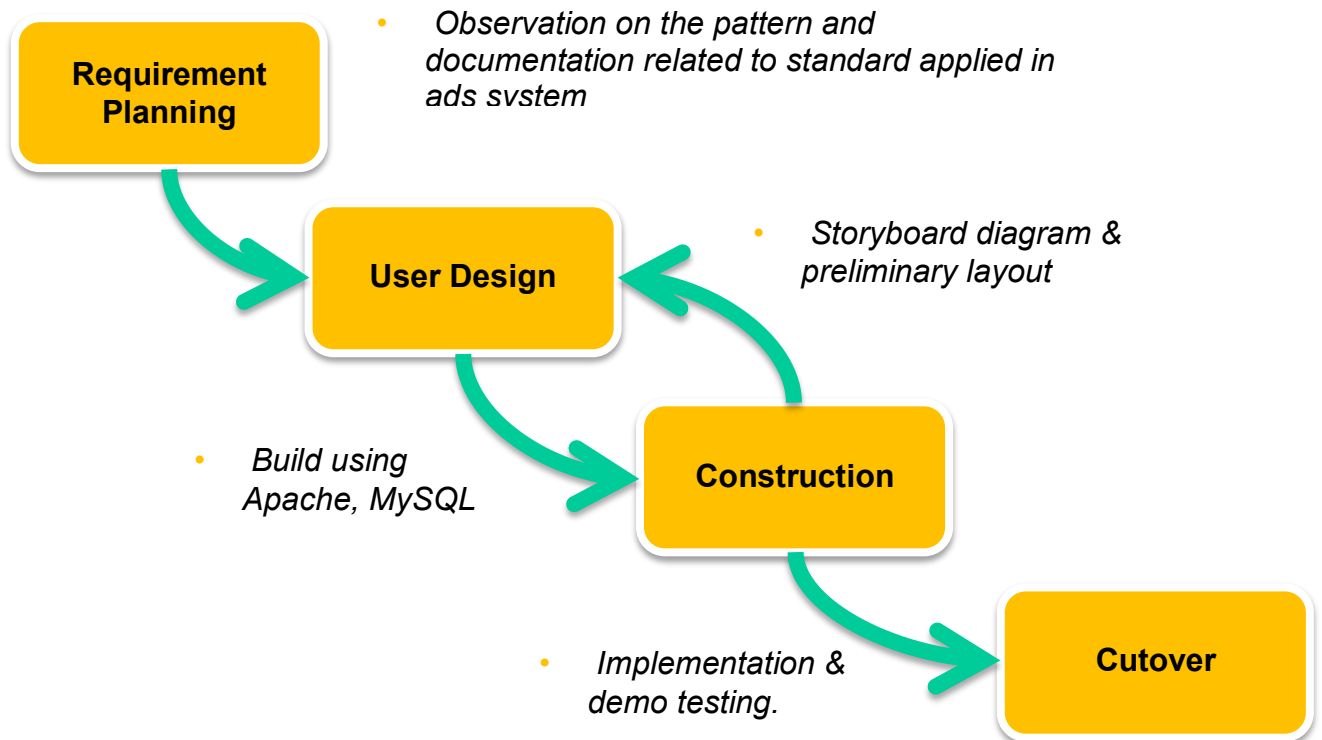 Requirement
Planning
• Observation on the pattern and
documentation related to standard applied in
ads system
User Design
• Storyboard diagram &
preliminary layout
• Build using
Apache, MySQL
Construction
• Implementation &
demo testing.
Cutover